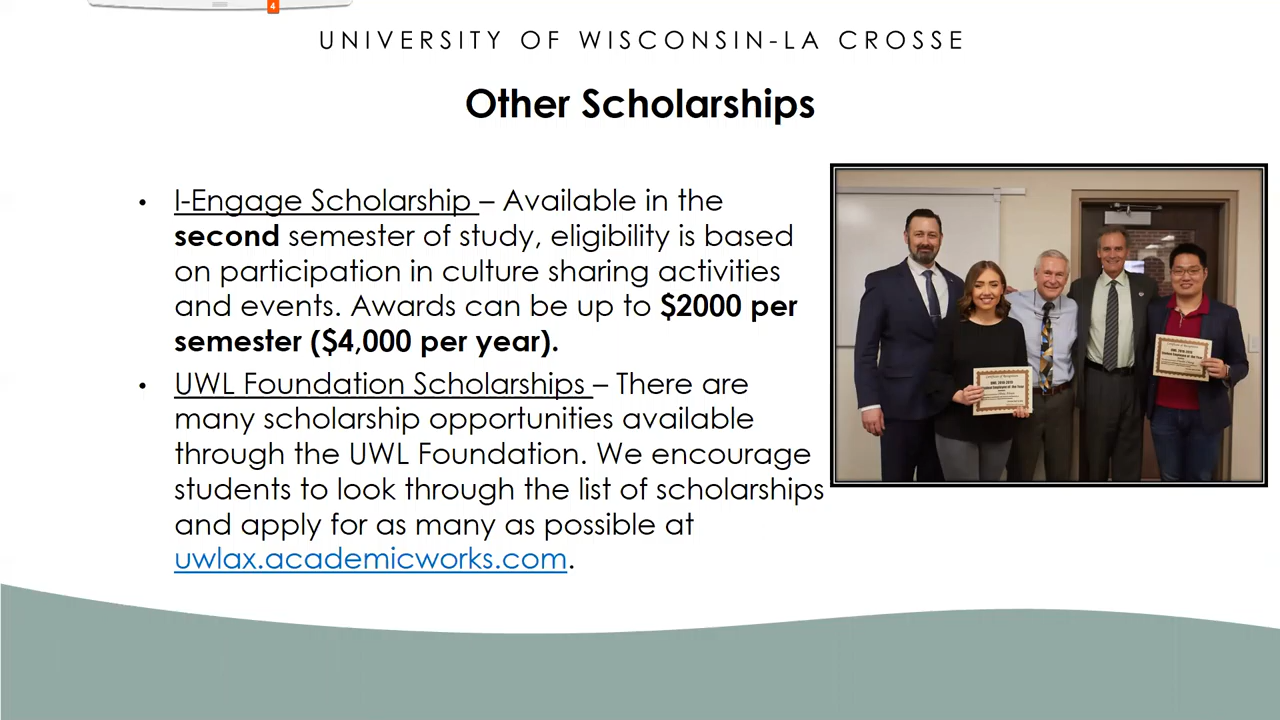 4
UNIVERSITY OF WISCONSIN-LA CROSSE
Other Scholarships
• I-Engage Scholarship – Available in the
second semester of study, eligibility is based
on participation in culture sharing activities
and events. Awards can be up to $2000 per
semester ($4,000 per year).
• UWL Foundation Scholarships – There are
many scholarship opportunities available
through the UWL Foundation. We encourage
students to look through the list of scholarships
and apply for as many as possible at
uwlax.academicworks.com.